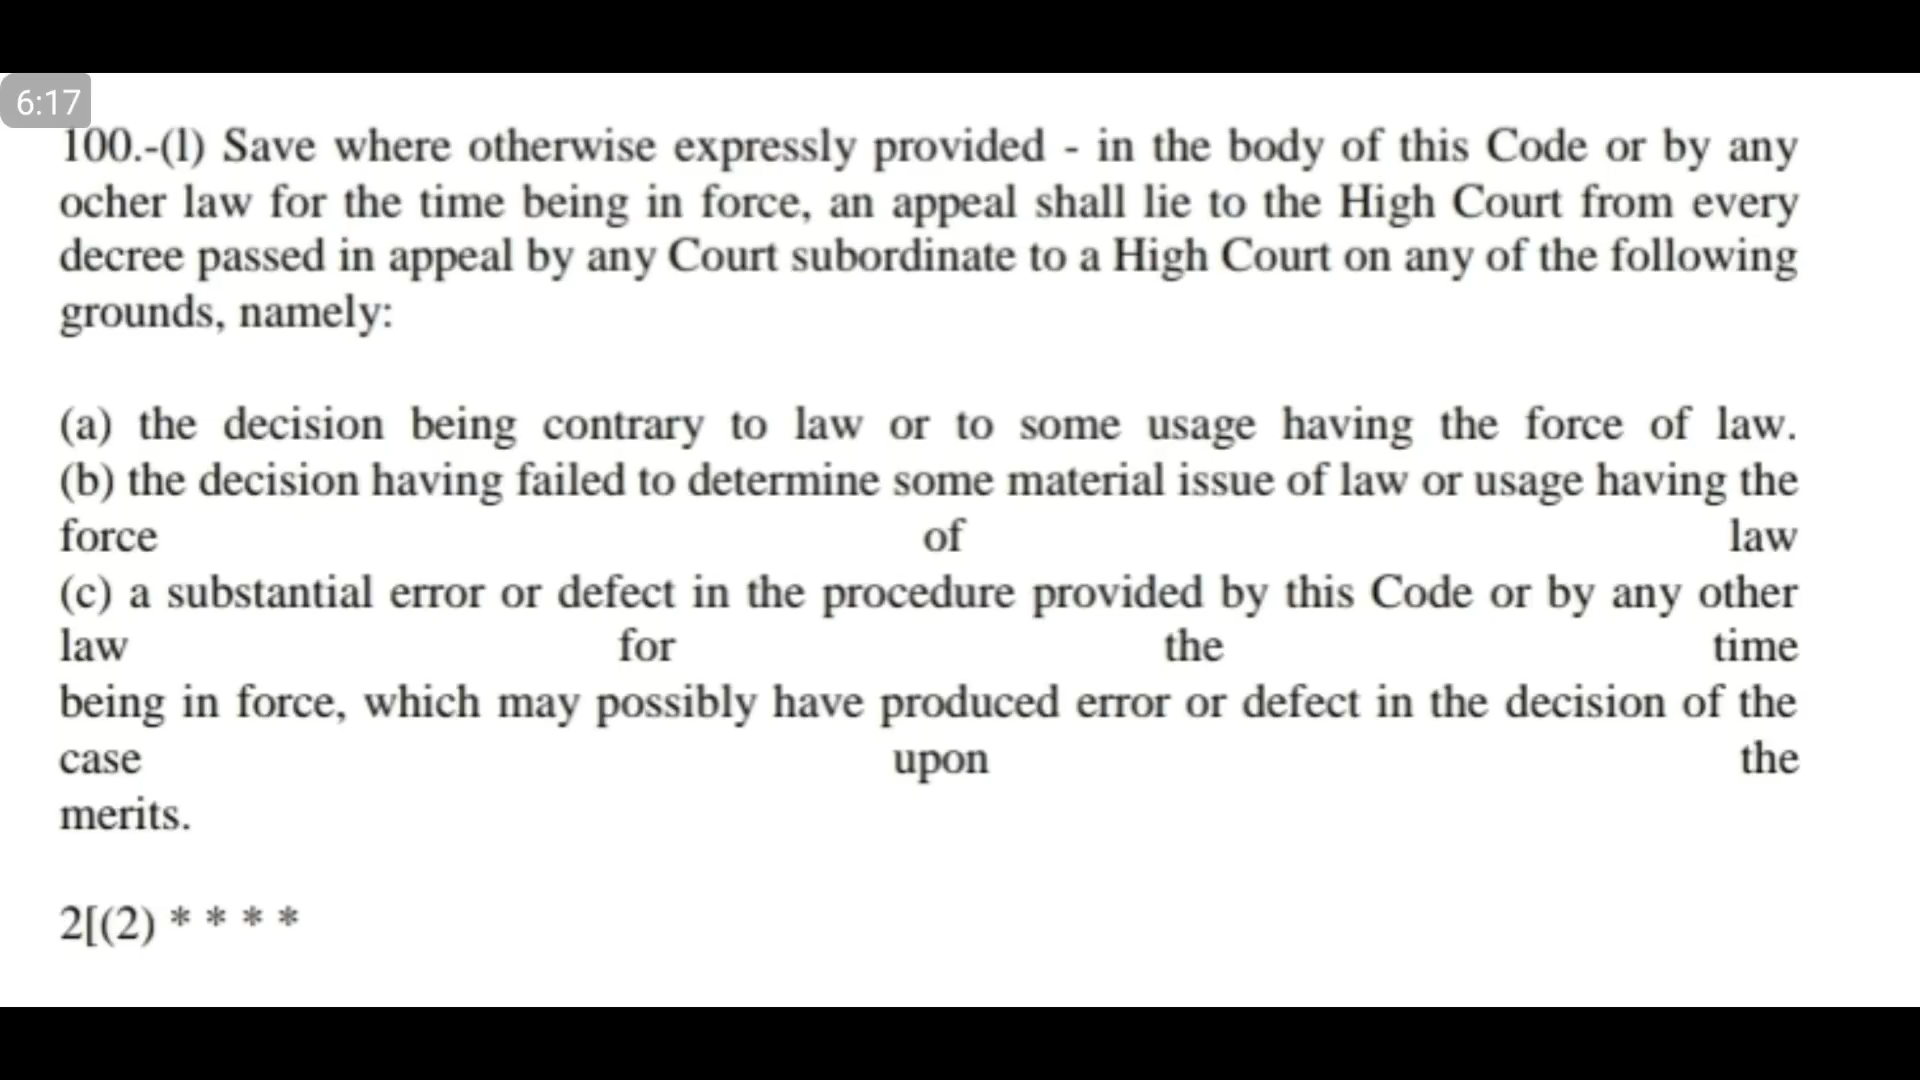 6:17
100.-(l) Save where otherwise expressly provided - in the body of this Code or by any
ocher law for the time being in force, an appeal shall lie to the High Court from every
decree passed in appeal by any Court subordinate to a High Court on any of the following
grounds, namely:
(a) the decision being contrary to law or to some usage having the force of law.
(b) the decision having failed to determine some material issue of law or usage having the
force of law
(c) a substantial error or defect in the procedure provided by this Code or by any other
law for the time
being in force, which may possibly have produced error or defect in the decision of the
case upon the
merits.
2[(2) * * * *